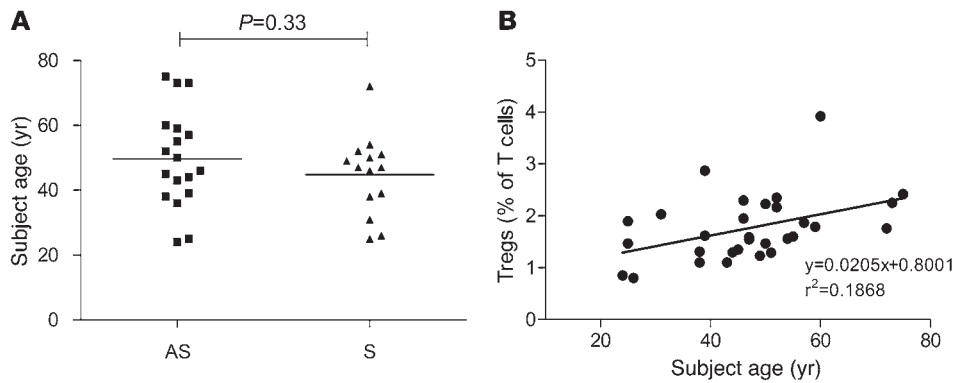 A
P=0.33
Subject age (yr)
80
60
40
20
0
AS
S
B
Tregs (% of T cells)
5
4
3
2
1
0
y=0.0205x+0.8001
r²=0.1868
20
40
60
80
Subject age (yr)